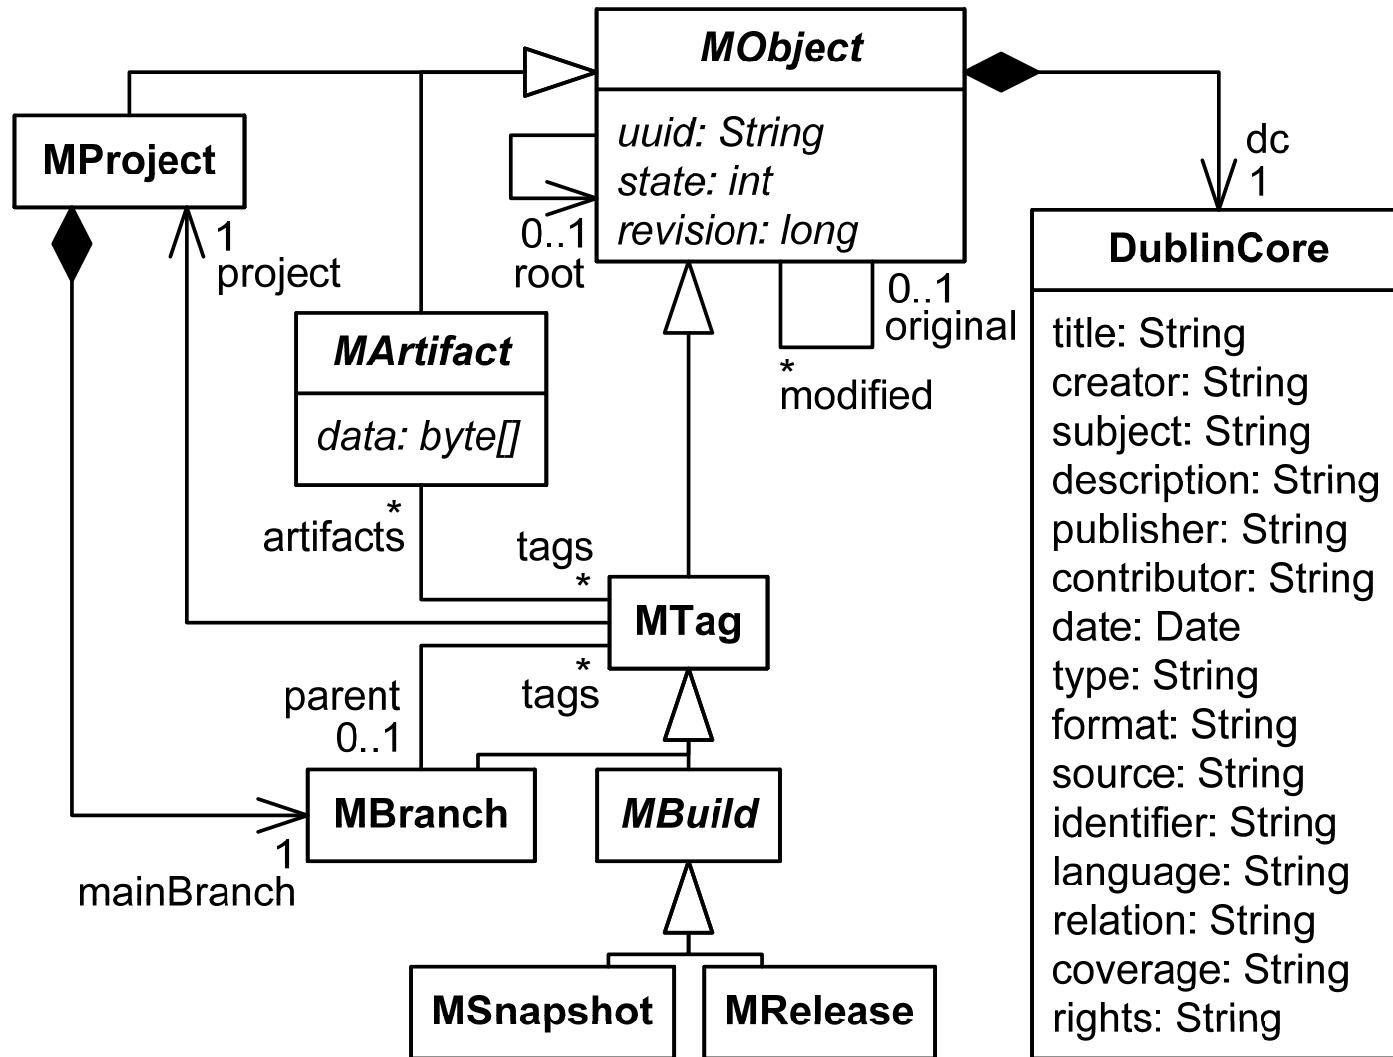 MObject
uuid: String
state: int
revision: long
MProject
0..1
root
dc
1
1
project
0..1
original
*
modified
DublinCore
title: String
creator: String
subject: String
description: String
publisher: String
contributor: String
date: Date
type: String
format: String
source: String
identifier: String
language: String
relation: String
coverage: String
rights: String
MArtifact
data: byte[]
*
artifacts
tags
*
MTag
*
tags
parent
0..1
MBranch
MBuild
1
mainBranch
MSnapshot
MRelease